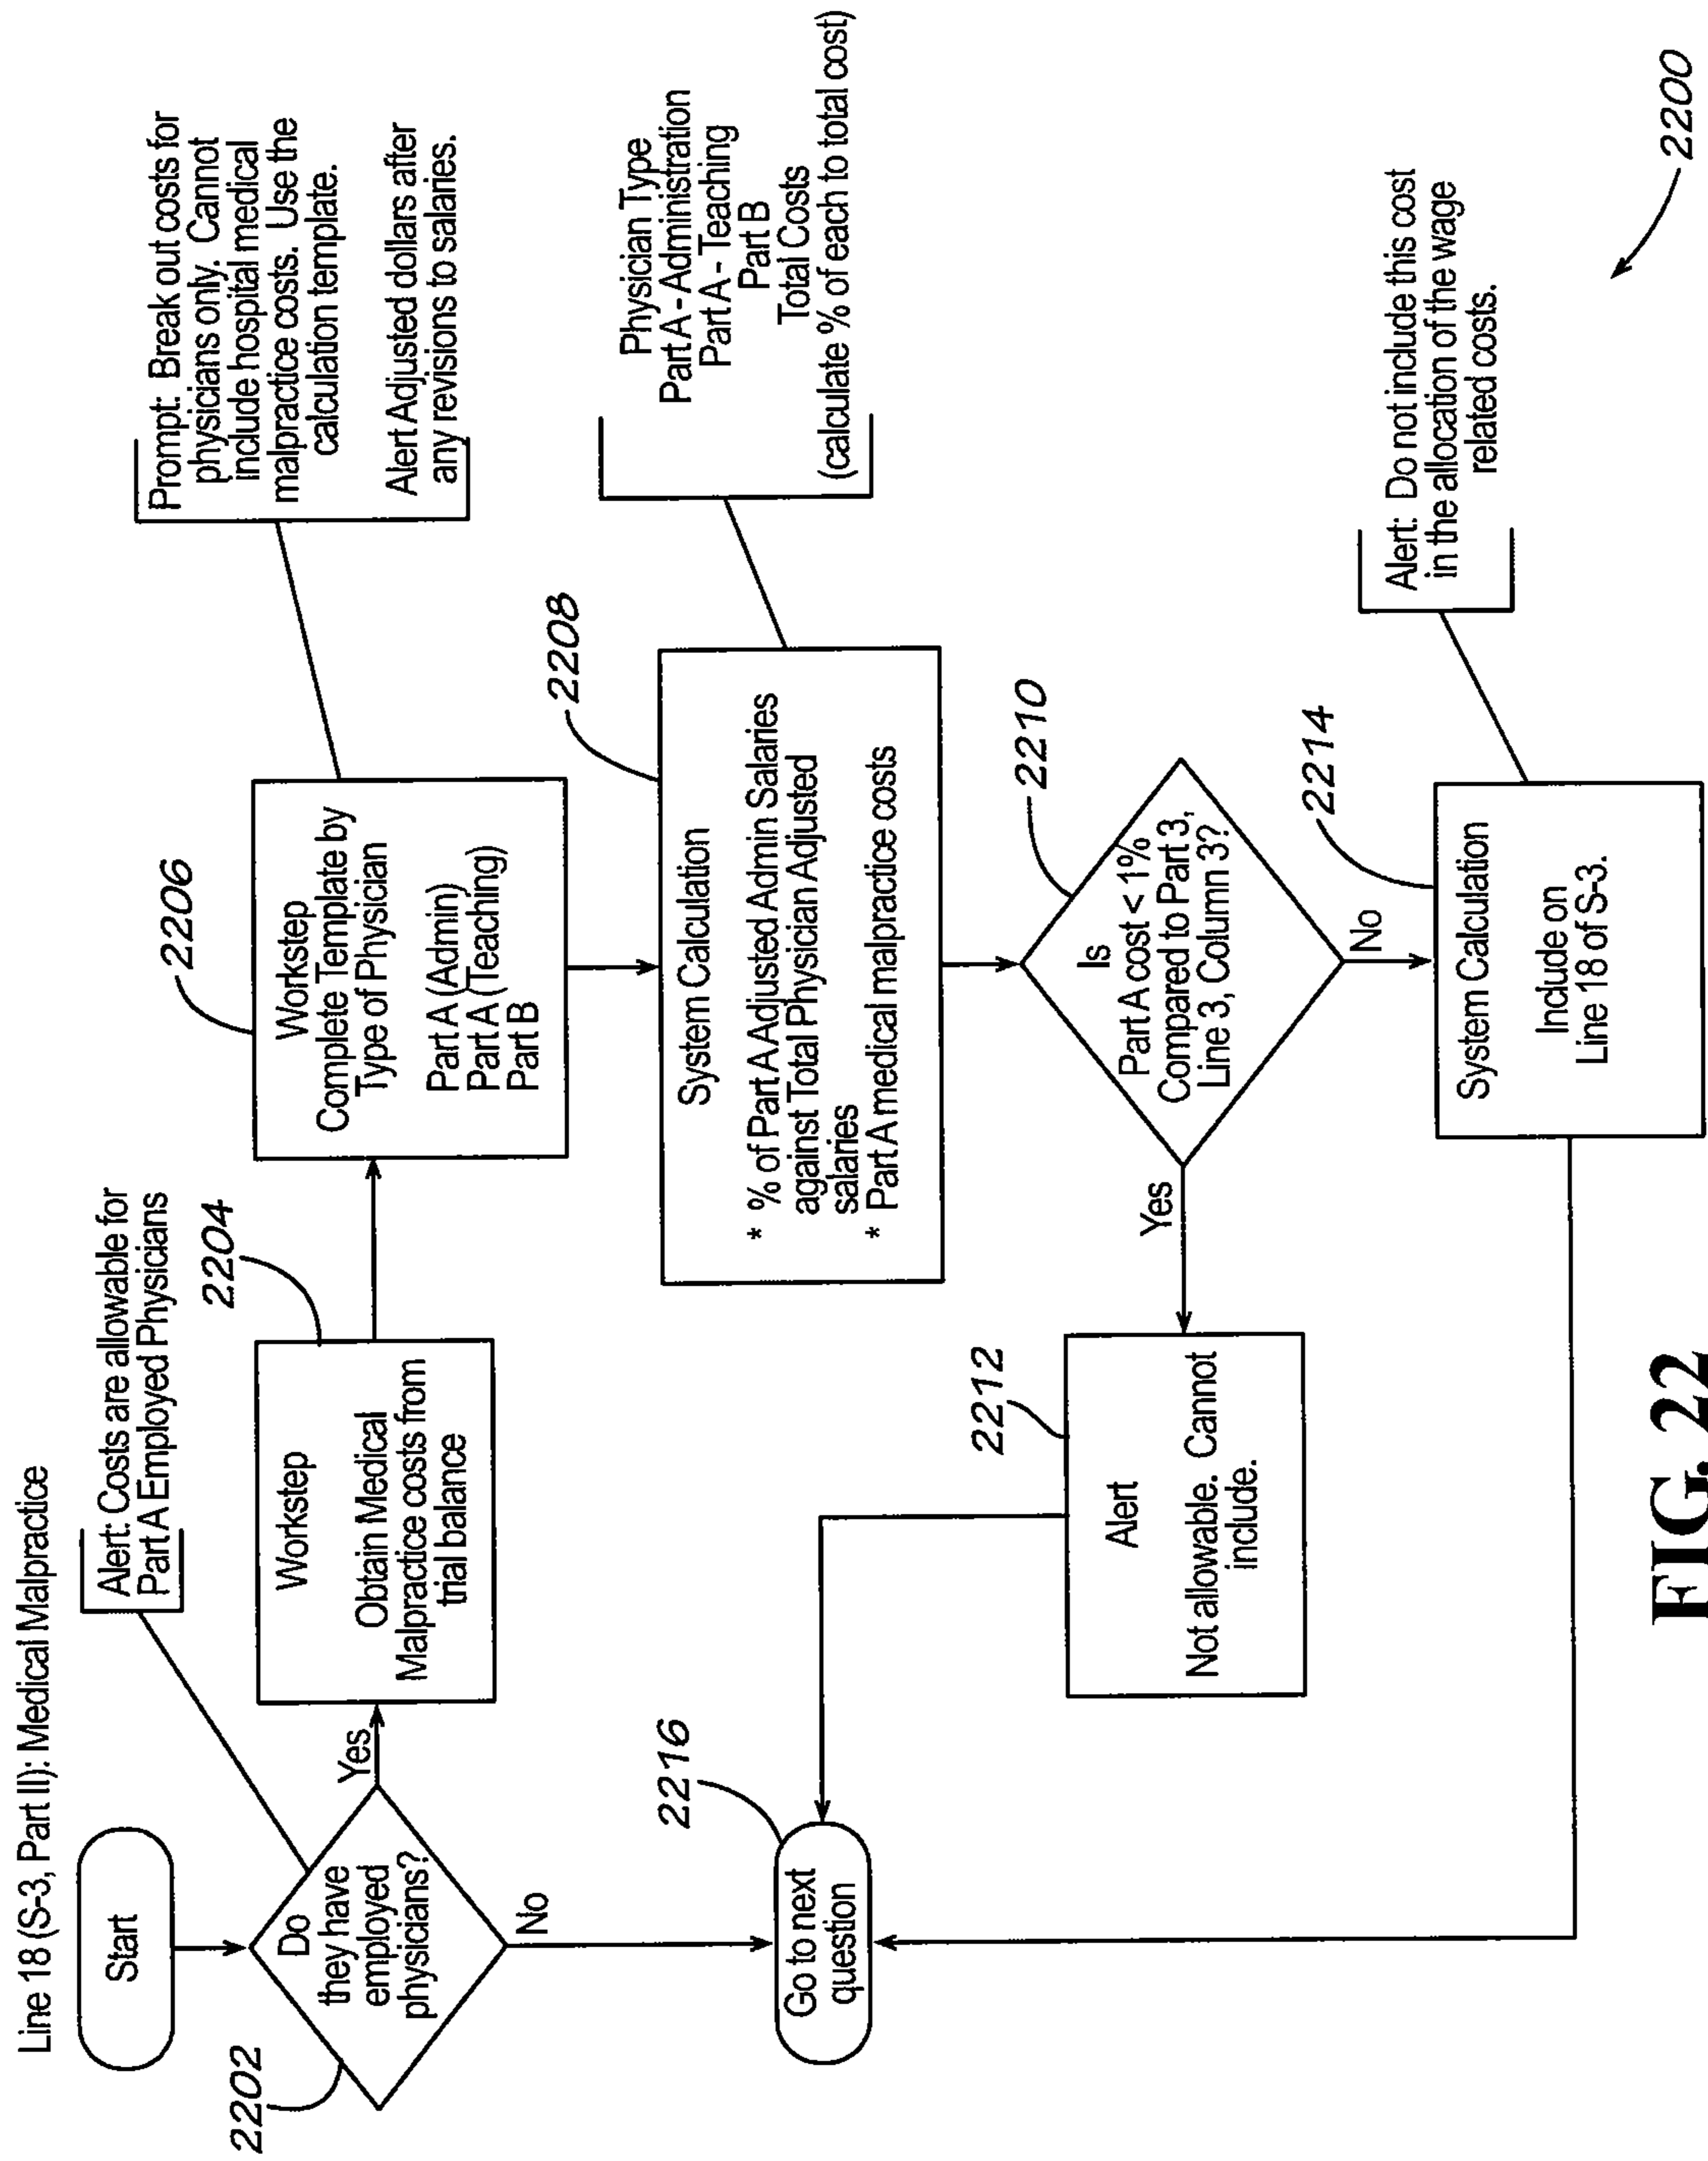 Line 18 (S-3, Part II): Medical Malpractice
Start
Alert: Costs are allowable for
Part A Employed Physicians
2202
Do
they have
employed
physicians?
Yes
No
2204
Workstep
Obtain Medical
Malpractice costs from
trial balance
2206
Workstep
Complete Template by
Type of Physician
Part A (Admin)
Part A (Teaching)
Part B
Prompt: Break out costs for
physicians only. Cannot
include hospital medical
malpractice costs. Use the
calculation template.
Alert Adjusted dollars after
any revisions to salaries.
2208
System Calculation
* % of Part A Adjusted Admin Salaries
against Total Physician Adjusted
salaries
* Part A medical malpractice costs
Physician Type
Part A - Administration
Part A - Teaching
Part B
Total Costs
(calculate % of each to total cost)
2210
Is
Part A cost < 1%
Compared to Part 3,
Line 3, Column 3?
Yes
No
2212
Alert
Not allowable. Cannot
include.
2214
System Calculation
Include on
Line 18 of S-3.
Alert: Do not include this cost
in the allocation of the wage
related costs.
2216
Go to next
question
2200
FIG. 22